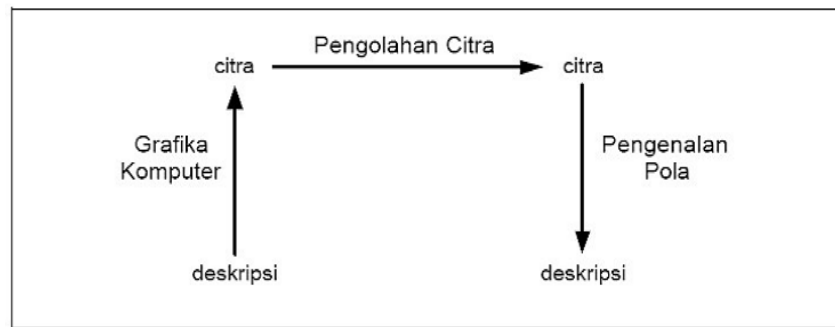 Pengolahan Citra
citra
citra
Grafika
Komputer
Pengenalan
Pola
deskripsi
deskripsi